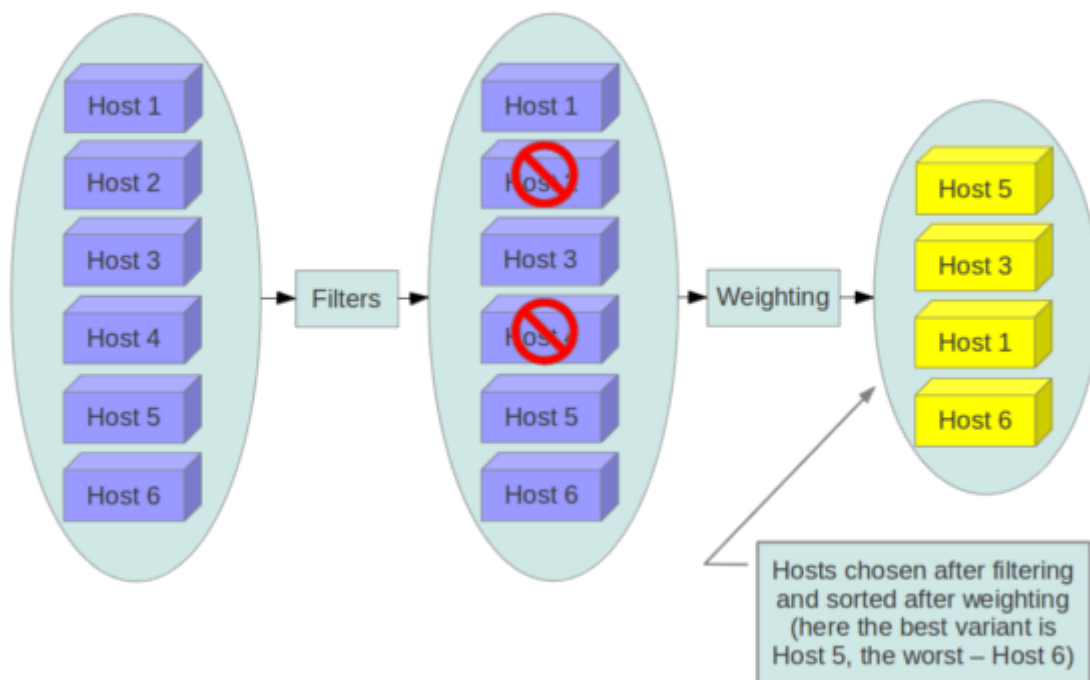 Host 1
Host 2
Host 3
Host 4
Host 5
Host 6
Filters
Host 1
Host
Host 3
Host
Host 5
Host 6
Weighting
Host 5
Host 3
Host 1
Host 6
Hosts chosen after filtering
and sorted after weighting
(here the best variant is
Host 5, the worst – Host 6)